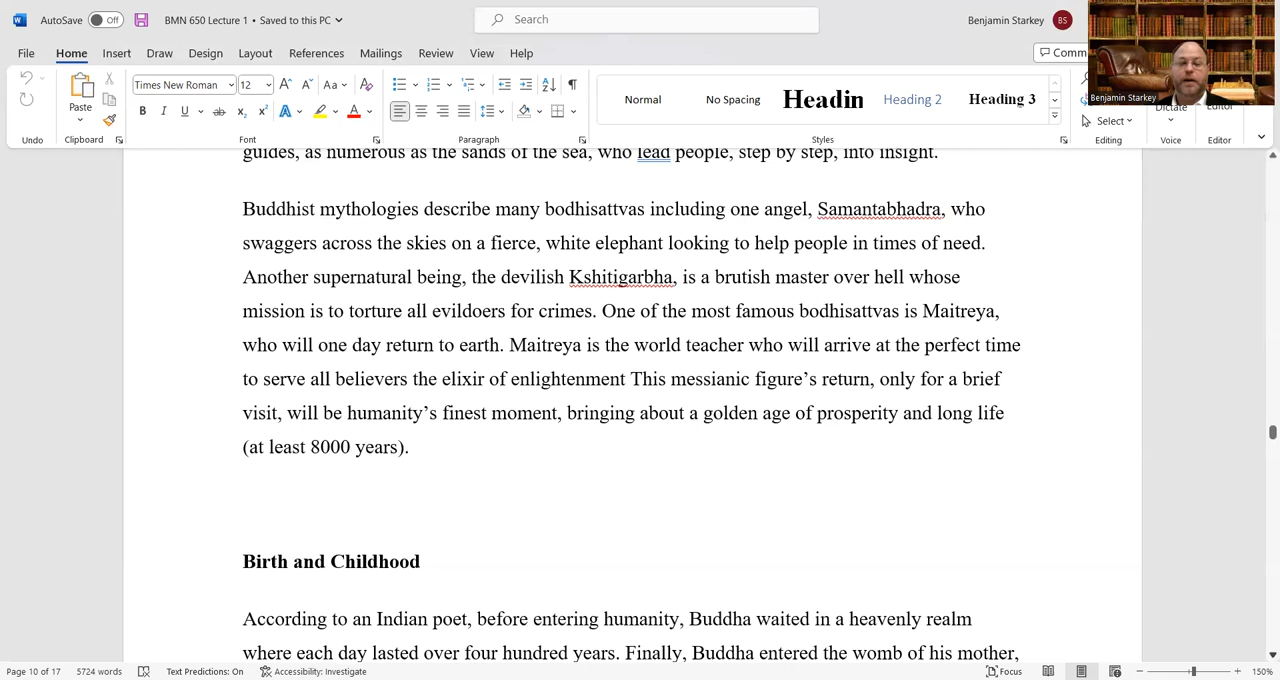 AutoSave Off BMN 650 Lecture 1 • Saved to this PC Search Benjamin Starkey BS
File Home Insert Draw Design Layout References Mailings Review View Help Comm
Times New Roman 12 Aa Normal No Spacing Headin Heading 2 Heading 3
Paste Select Dictate Editor
Undo Clipboard Font Paragraph Styles Editing Voice Editor
Benjamin Starkey
guides, as numerous as the sands of the sea, who lead people, step by step, into insight.
Buddhist mythologies describe many bodhisattvas including one angel, Samantabhadra, who
swaggers across the skies on a fierce, white elephant looking to help people in times of need.
Another supernatural being, the devilish Kshitigarbha, is a brutish master over hell whose
mission is to torture all evildoers for crimes. One of the most famous bodhisattvas is Maitreya,
who will one day return to earth. Maitreya is the world teacher who will arrive at the perfect time
to serve all believers the elixir of enlightenment This messianic figure’s return, only for a brief
visit, will be humanity’s finest moment, bringing about a golden age of prosperity and long life
(at least 8000 years).
Birth and Childhood
According to an Indian poet, before entering humanity, Buddha waited in a heavenly realm
where each day lasted over four hundred years. Finally, Buddha entered the womb of his mother,
Page 10 of 17 5724 words Text Predictions: On Accessibility: Investigate Focus 150%